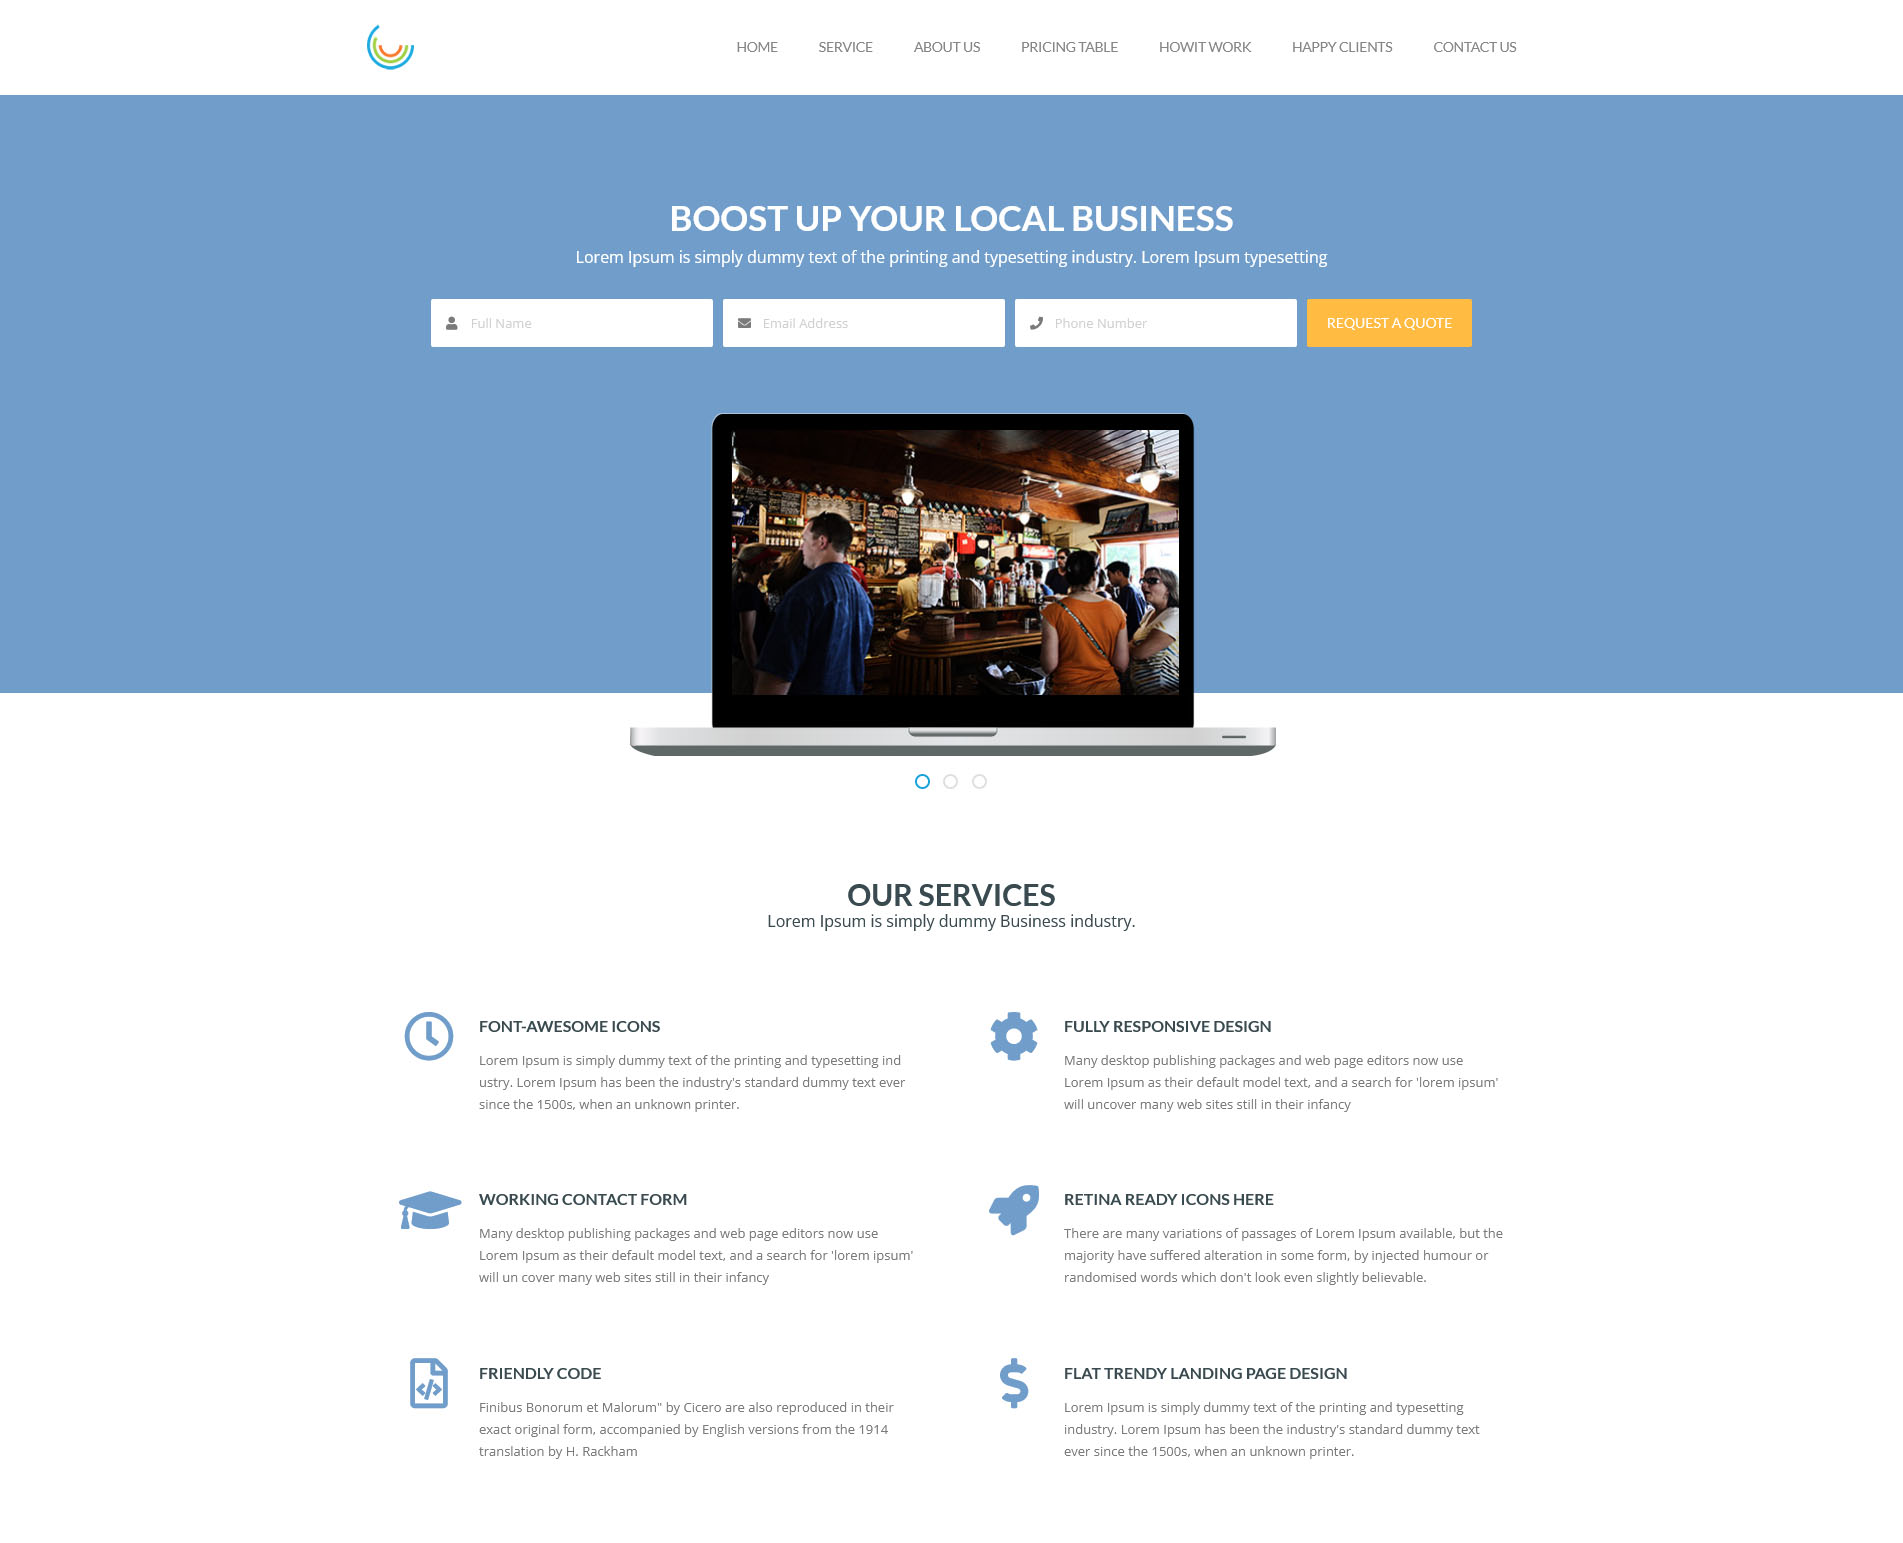 HOME SERVICE ABOUT US PRICING TABLE HOWIT WORK HAPPY CLIENTS CONTACT US
BOOST UP YOUR LOCAL BUSINESS
Lorem Ipsum is simply dummy text of the printing and typesetting industry. Lorem Ipsum typesetting
Full Name Email Address Phone Number REQUEST A QUOTE
OUR SERVICES
Lorem Ipsum is simply dummy Business industry.
FONT-AWESOME ICONS
Lorem Ipsum is simply dummy text of the printing and typesetting ind
ustry. Lorem Ipsum has been the industry's standard dummy text ever
since the 1500s, when an unknown printer.
FULLY RESPONSIVE DESIGN
Many desktop publishing packages and web page editors now use
Lorem Ipsum as their default model text, and a search for 'lorem ipsum'
will uncover many web sites still in their infancy
WORKING CONTACT FORM
Many desktop publishing packages and web page editors now use
Lorem Ipsum as their default model text, and a search for 'lorem ipsum'
will un cover many web sites still in their infancy
RETINA READY ICONS HERE
There are many variations of passages of Lorem Ipsum available, but the
majority have suffered alteration in some form, by injected humour or
randomised words which don't look even slightly believable.
FRIENDLY CODE
Finibus Bonorum et Malorum" by Cicero are also reproduced in their
exact original form, accompanied by English versions from the 1914
translation by H. Rackham
FLAT TRENDY LANDING PAGE DESIGN
Lorem Ipsum is simply dummy text of the printing and typesetting
industry. Lorem Ipsum has been the industry's standard dummy text
ever since the 1500s, when an unknown printer.